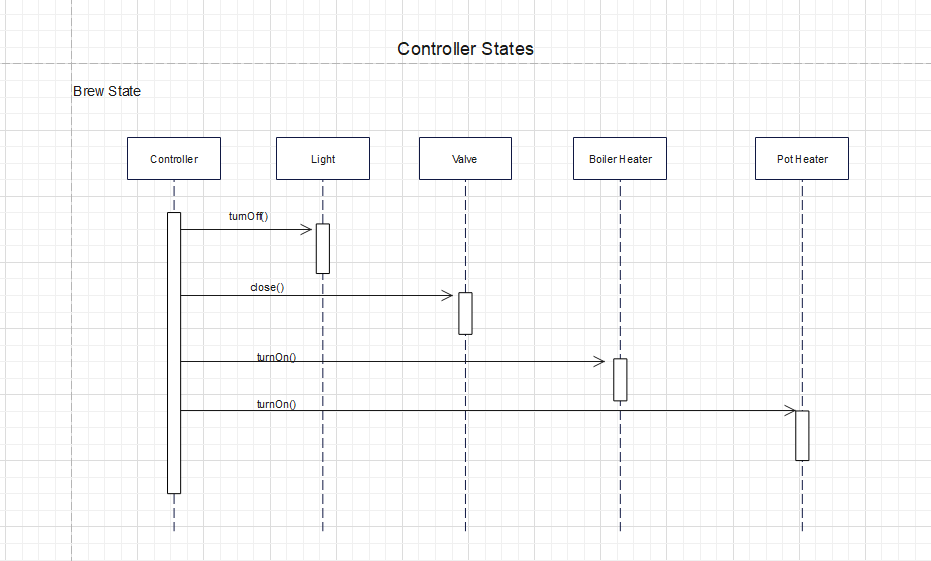 Controller States
Brew State
Controller
Light
Valve
Boiler Heater
Pot Heater
turnOff()
close()
turnOn()
turnOn()